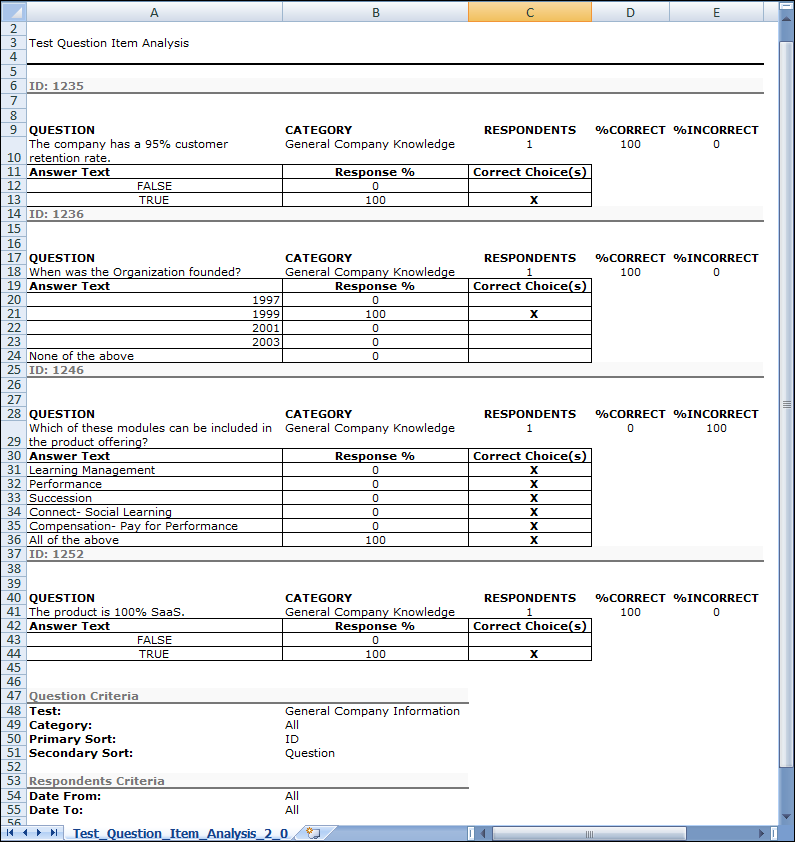 A B C D E
2
3 Test Question Item Analysis
4
5
6 ID: 1235
7
8
9 QUESTION CATEGORY RESPONDENTS %CORRECT %INCORRECT
The company has a 95% customer General Company Knowledge 1 100 0
10 retention rate.
11 Answer Text Response % Correct Choice(s)
12 FALSE 0
13 TRUE 100 X
14 ID: 1236
15
16
17 QUESTION CATEGORY RESPONDENTS %CORRECT %INCORRECT
18 When was the Organization founded? General Company Knowledge 1 100 0
19 Answer Text Response % Correct Choice(s)
20 1997 0
21 1999 100 X
22 2001 0
23 2003 0
24 None of the above 0
25 ID: 1246
26
27
28 QUESTION CATEGORY RESPONDENTS %CORRECT %INCORRECT
Which of these modules can be included in General Company Knowledge 1 0 100
29 the product offering?
30 Answer Text Response % Correct Choice(s)
31 Learning Management 0 X
32 Performance 0 X
33 Succession 0 X
34 Connect- Social Learning 0 X
35 Compensation- Pay for Performance 0 X
36 All of the above 100 X
37 ID: 1252
38
39
40 QUESTION CATEGORY RESPONDENTS %CORRECT %INCORRECT
41 The product is 100% SaaS. General Company Knowledge 1 100 0
42 Answer Text Response % Correct Choice(s)
43 FALSE 0
44 TRUE 100 X
45
46
47 Question Criteria
48 Test: General Company Information
49 Category: All
50 Primary Sort: ID
51 Secondary Sort: Question
52
53 Respondents Criteria
54 Date From: All
55 Date To: All
56
Test_Question_Item_Analysis_2_0